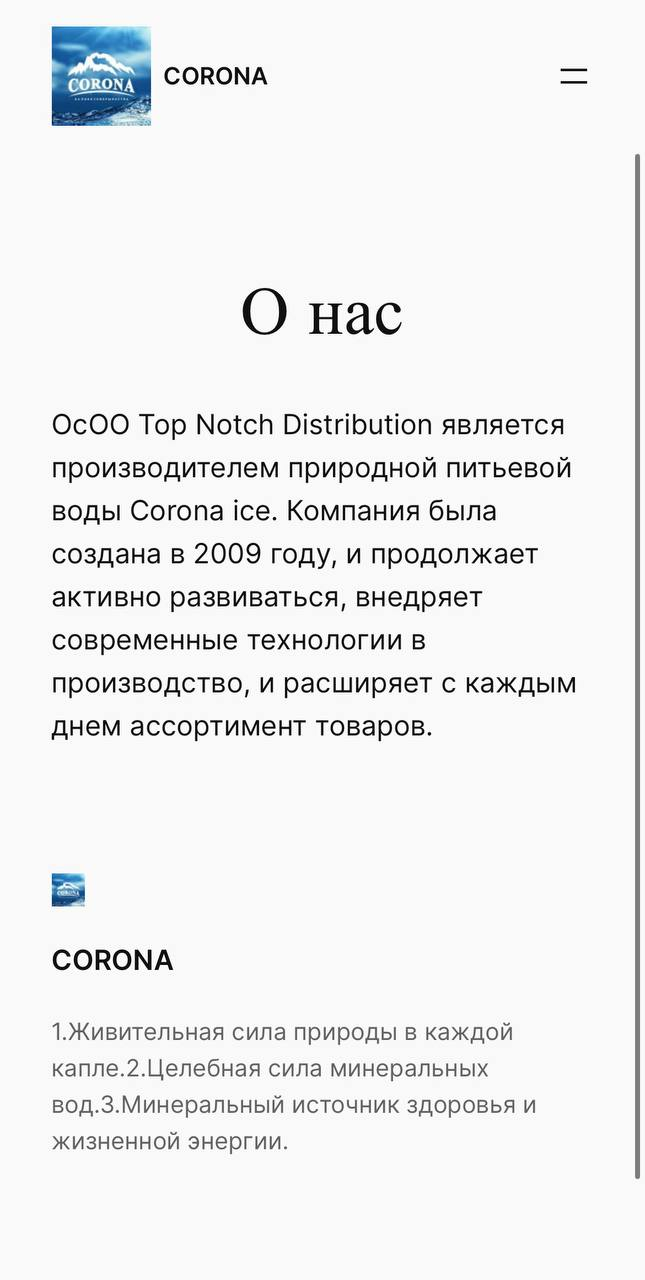 CORONA
CORONA
О нас
ОсОО Top Notch Distribution является
производителем природной питьевой
воды Corona ice. Компания была
создана в 2009 году, и продолжает
активно развиваться, внедряет
современные технологии в
производство, и расширяет с каждым
днем ассортимент товаров.
CORONA
1.Живительная сила природы в каждой
капле.2.Целебная сила минеральных
вод.3.Минеральный источник здоровья и
жизненной энергии.